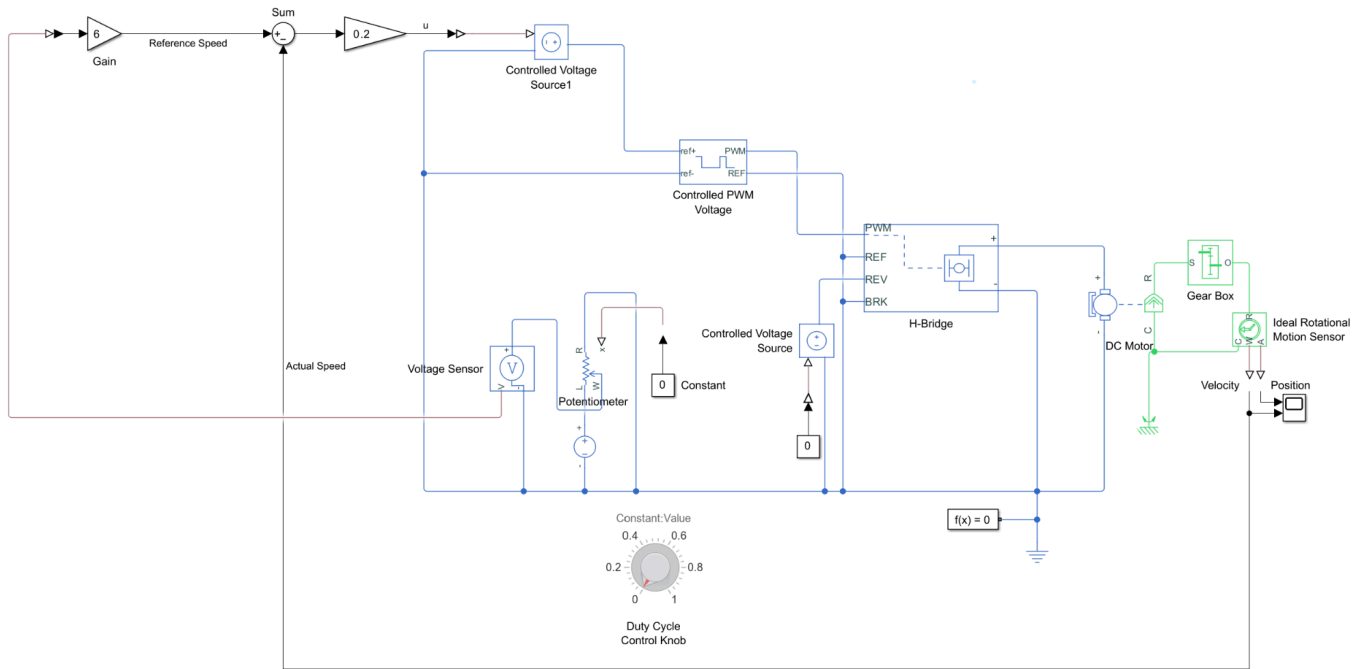 Sum
6
Reference Speed
+
−
0.2
u
Gain
Controlled Voltage
Source1
ref+
PWM
ref-
REF
Controlled PWM
Voltage
PWM
+
REF
REV
-
BRK
H-Bridge
S
O
Gear Box
R
C
+
-
DC Motor
R
C
W
A
Ideal Rotational
Motion Sensor
Velocity
Position
Controlled Voltage
Source
0
Actual Speed
Voltage Sensor
+
V
V
-
R
x
L
W
Potentiometer
0
Constant
+
-
f(x) = 0
Constant:Value
0.4
0.6
0.2
0.8
0
1
Duty Cycle
Control Knob